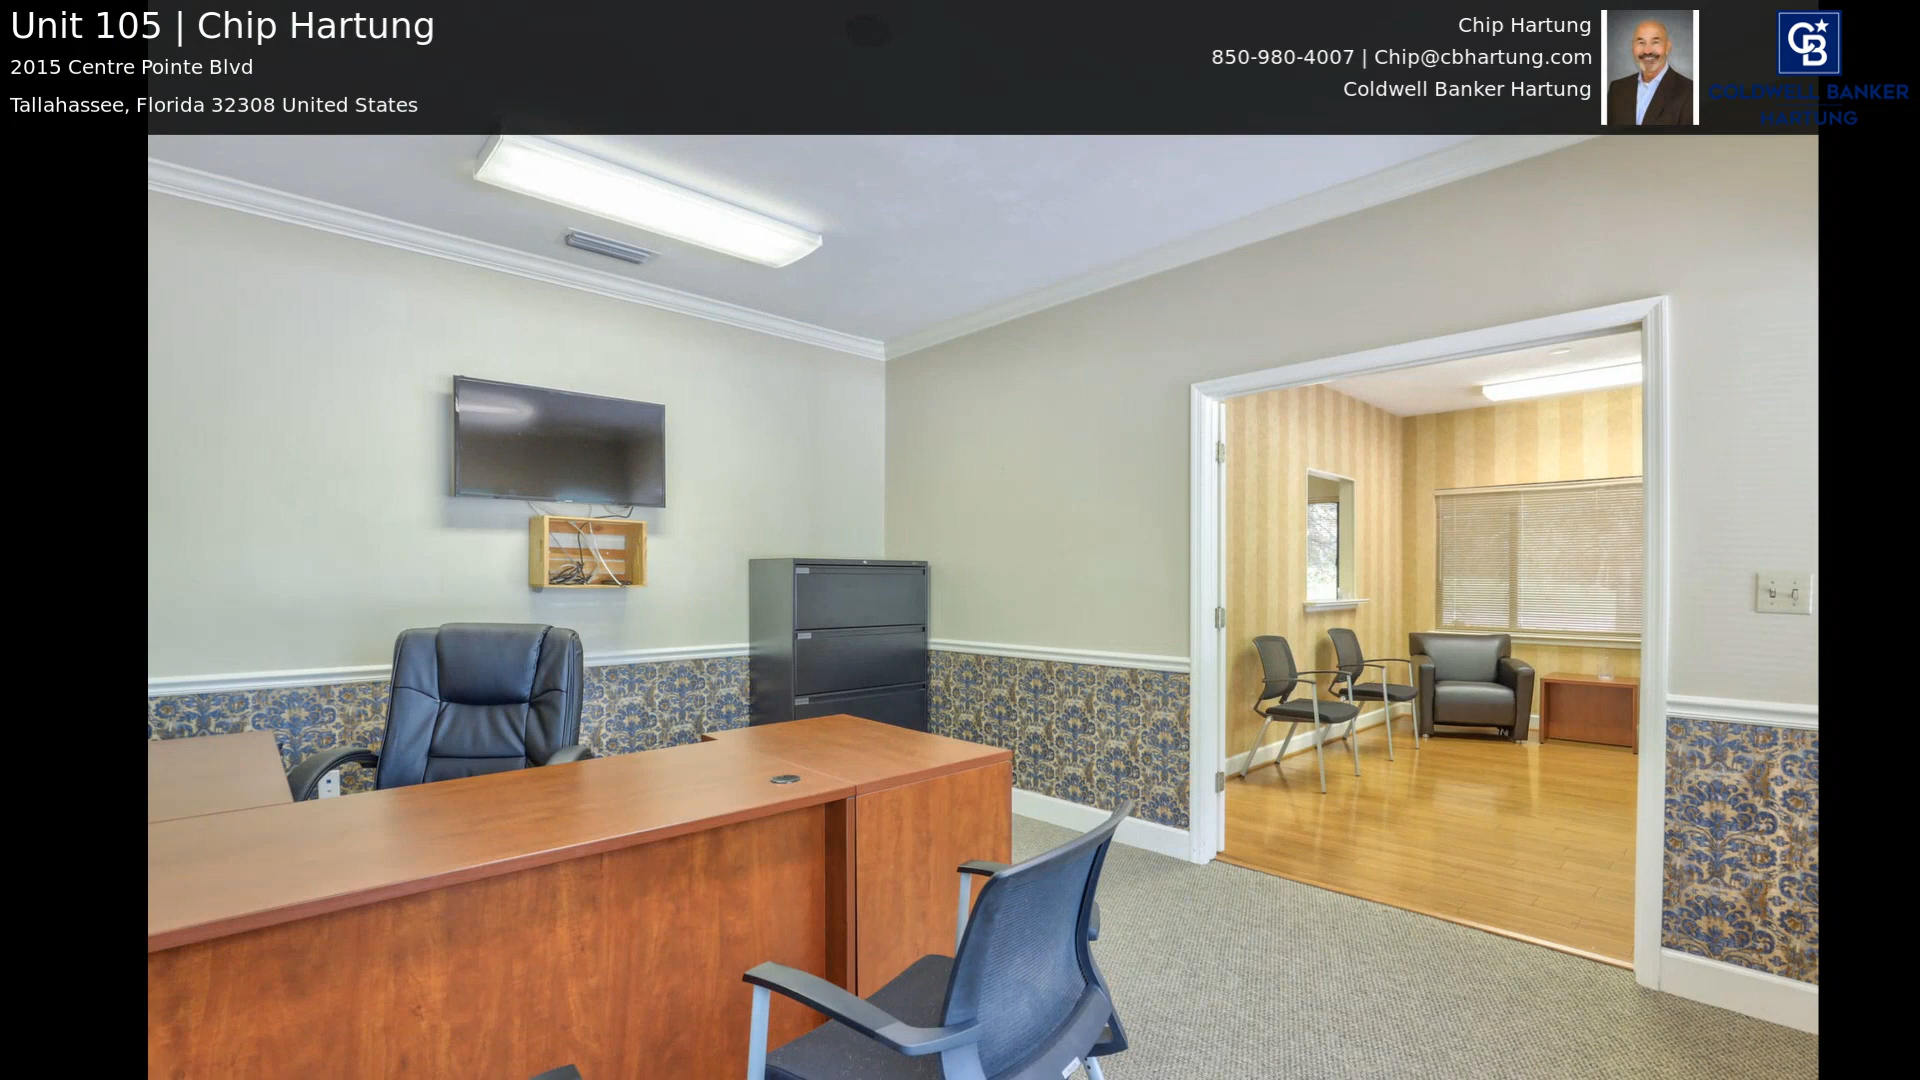 Unit 105 | Chip Hartung
2015 Centre Pointe Blvd
Tallahassee, Florida 32308 United States
Chip Hartung
850-980-4007 | Chip@cbhartung.com
Coldwell Banker Hartung
CB
COLDWELL BANKER
HARTUNG